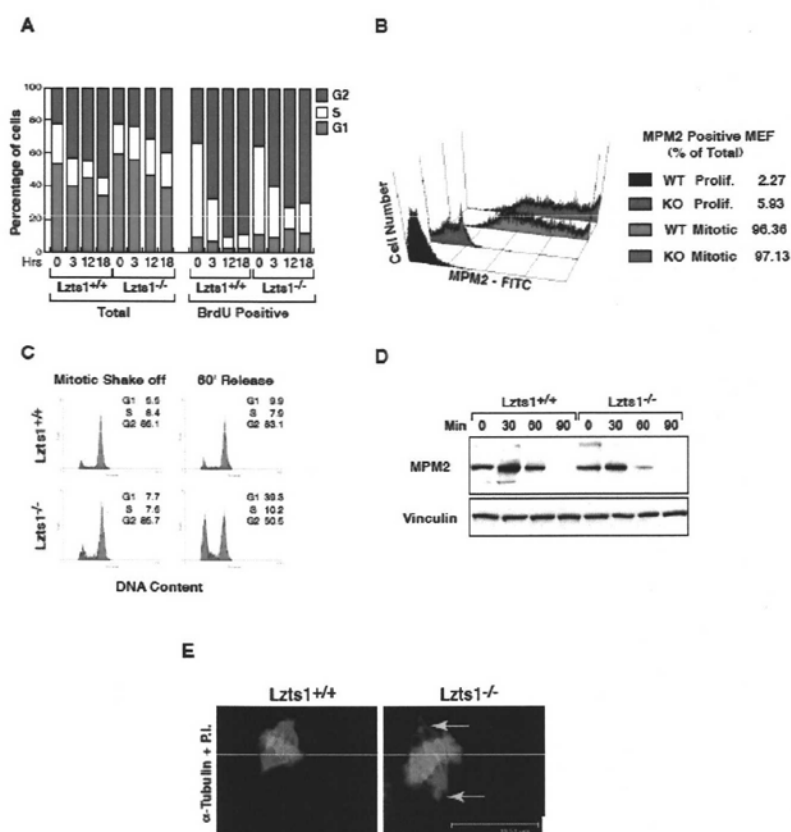 A
B
100
80
60
40
20
0
Percentage of cells
G2
S
G1
Hrs
0 3 12 18 0 3 12 18 0 3 12 18 0 3 12 18
Lzts1+/+ Lzts1-/- Lzts1+/+ Lzts1-/-
Total BrdU Positive
Cell Number
MPM2 - FITC
MPM2 Positive MEF
(% of Total)
WT Prolif. 2.27
KO Prolif. 5.93
WT Mitotic 96.36
KO Mitotic 97.13
C
Mitotic Shake off 60' Release
Lzts1+/+
G1 5.5
S 8.4
G2 86.1
G1 9.9
S 7.9
G2 83.1
Lzts1-/-
G1 7.7
S 7.6
G2 85.7
G1 39.3
S 10.2
G2 50.5
DNA Content
D
Lzts1+/+ Lzts1-/-
Min 0 30 60 90 0 30 60 90
MPM2
Vinculin
E
Lzts1+/+ Lzts1-/-
α-Tubulin + P.I.